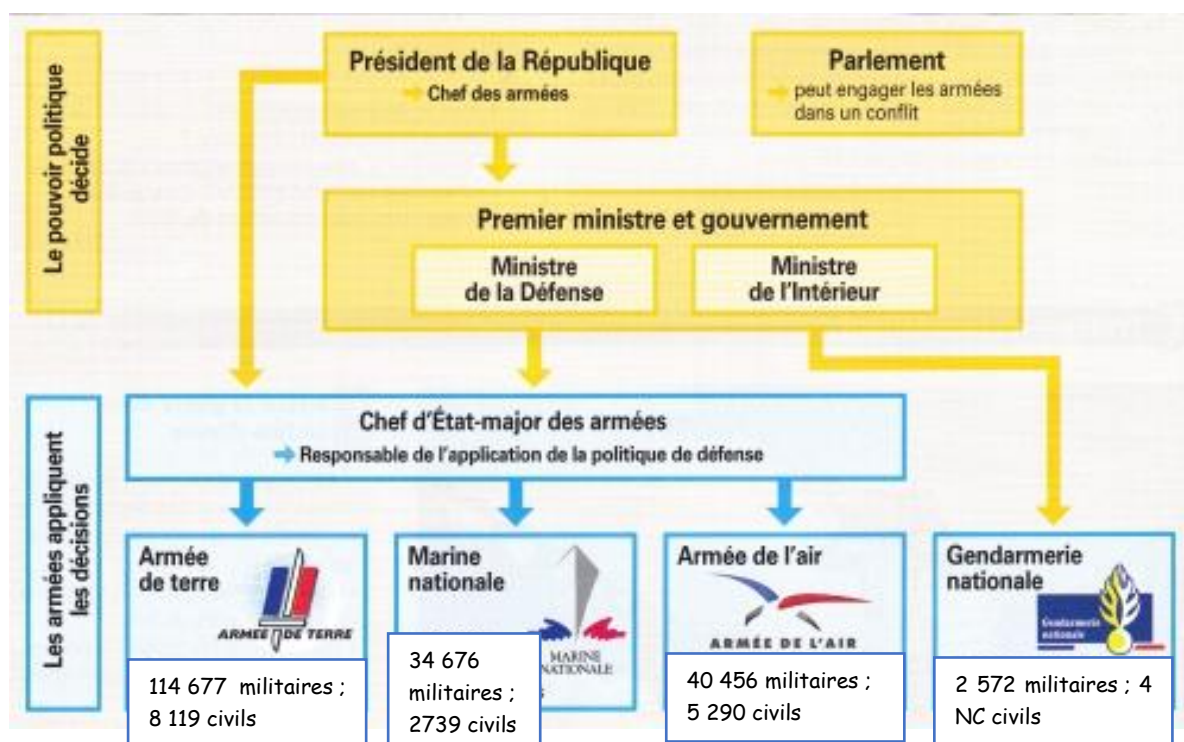 Le pouvoir politique
décide
Président de la République
Chef des armées
Parlement
peut engager les armées
dans un conflit
Premier ministre et gouvernement
Ministre
de la Défense
Ministre
de l'Intérieur
Les armées appliquent
les décisions
Chef d'État-major des armées
Responsable de l'application de la politique de défense
Armée
de terre
ARMÉE DE TERRE
114 677 militaires ;
8 119 civils
Marine
nationale
MARINE
NATIONALE
34 676
militaires ;
2739 civils
Armée de l'air
ARMÉE DE L'AIR
40 456 militaires ;
5 290 civils
Gendarmerie
nationale
Gendarmerie
nationale
2 572 militaires ; 4
NC civils